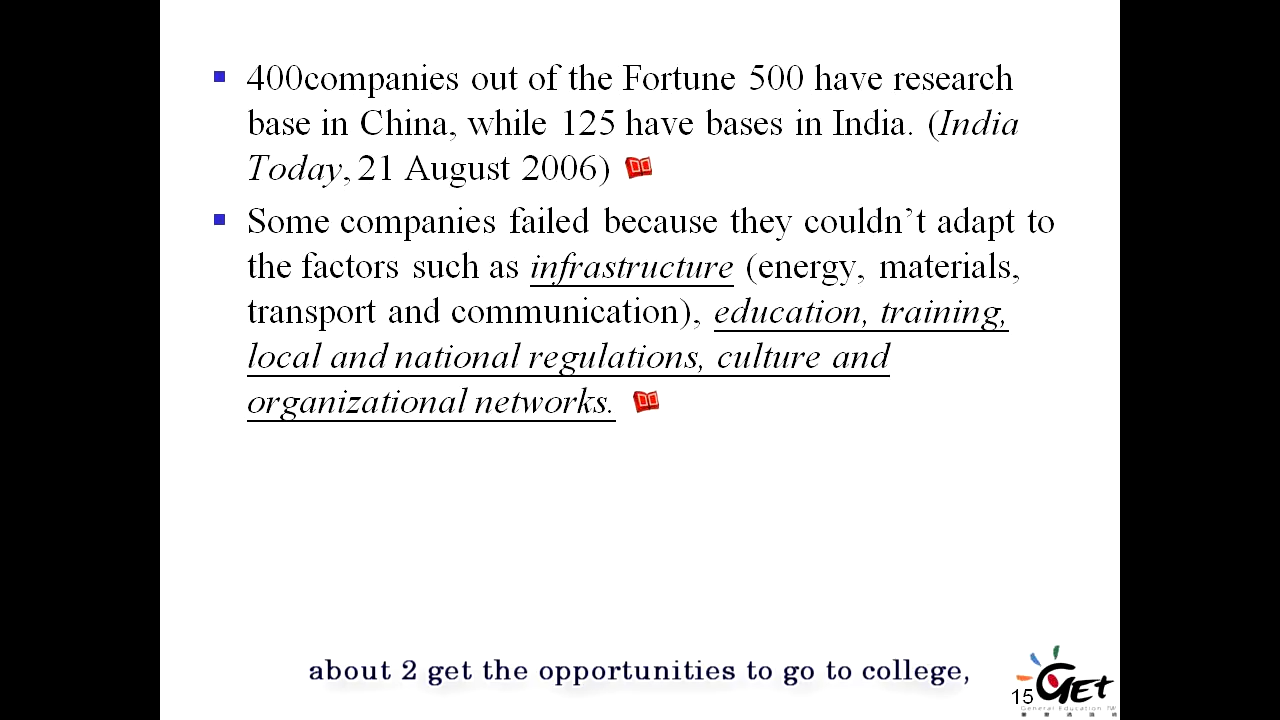 400companies out of the Fortune 500 have research
base in China, while 125 have bases in India. (India
Today, 21 August 2006)
Some companies failed because they couldn’t adapt to
the factors such as infrastructure (energy, materials,
transport and communication), education, training,
local and national regulations, culture and
organizational networks.
about 2 get the opportunities to go to college,
15
GET
General Education TW